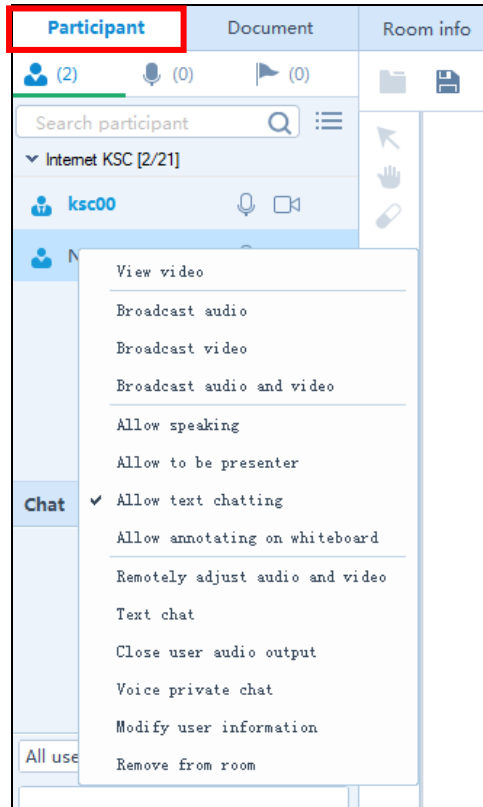 Participant Document Room info
(2) (0) (0)
Search participant
Internet KSC [2/21]
ksc00
N
View video
Broadcast audio
Broadcast video
Broadcast audio and video
Allow speaking
Allow to be presenter
Chat
Allow text chatting
Allow annotating on whiteboard
Remotely adjust audio and video
Text chat
Close user audio output
Voice private chat
Modify user information
All use
Remove from room